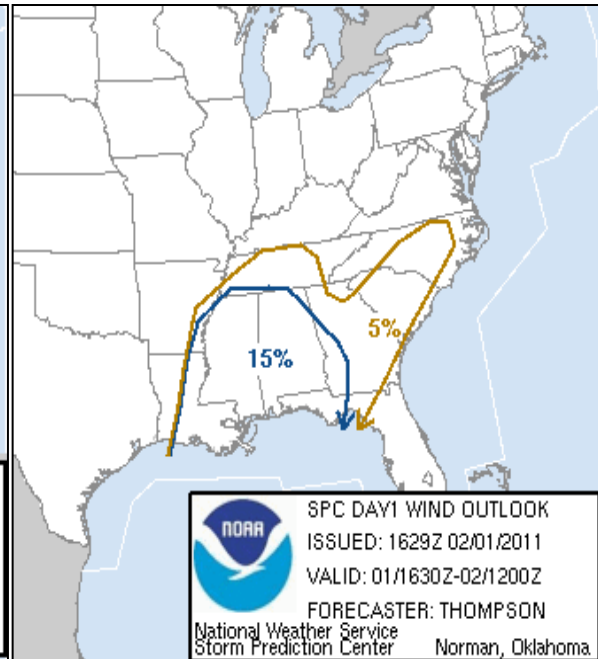 5%
15%
NOAA
SPC DAY1 WIND OUTLOOK
ISSUED: 1629Z 02/01/2011
VALID: 01/1630Z-02/1200Z
FORECASTER: THOMPSON
National Weather Service
Storm Prediction Center Norman, Oklahoma